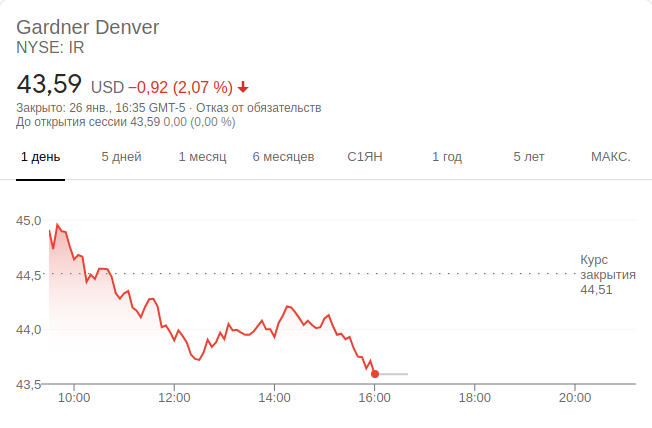 Gardner Denver
NYSE: IR
43,59 USD −0,92 (2,07 %)
Закрыто: 26 янв., 16:35 GMT-5 · Отказ от обязательств
До открытия сессии 43,59 0,00 (0,00 %)
1 день 5 дней 1 месяц 6 месяцев С1ЯН 1 год 5 лет МАКС.
45,0
Курс
закрытия
44,5
44,51
44,0
43,5
10:00 12:00 14:00 16:00 18:00 20:00